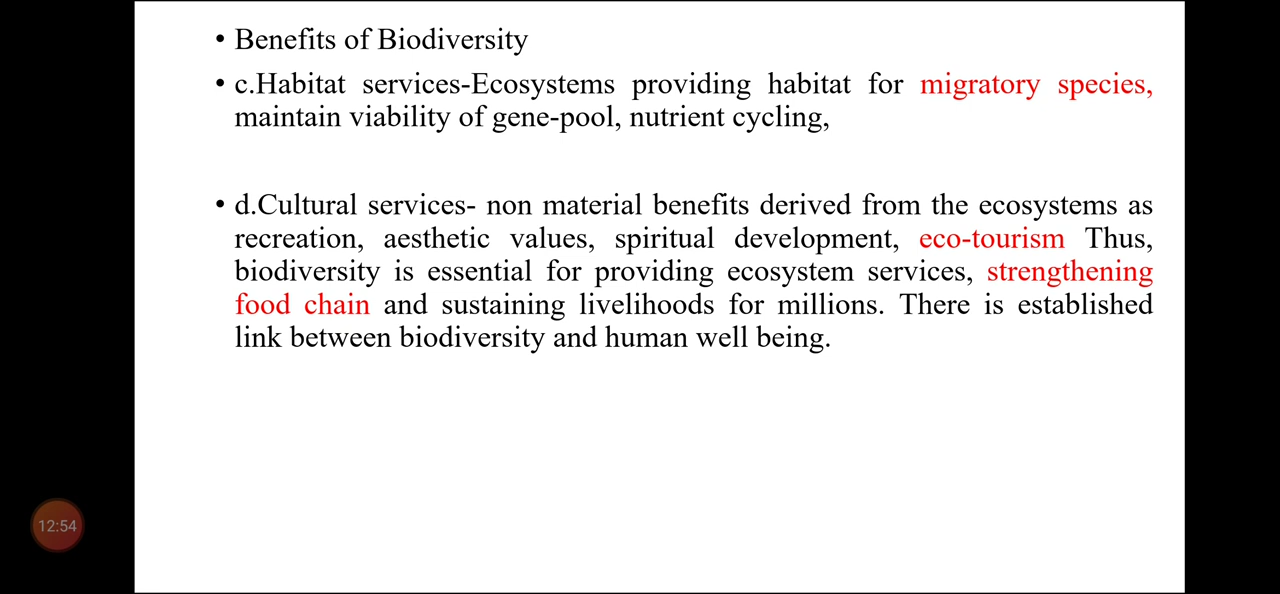 • Benefits of Biodiversity
• c.Habitat services-Ecosystems providing habitat for migratory species,
maintain viability of gene-pool, nutrient cycling,
• d.Cultural services- non material benefits derived from the ecosystems as
recreation, aesthetic values, spiritual development, eco-tourism Thus,
biodiversity is essential for providing ecosystem services, strengthening
food chain and sustaining livelihoods for millions. There is established
link between biodiversity and human well being.
12:54